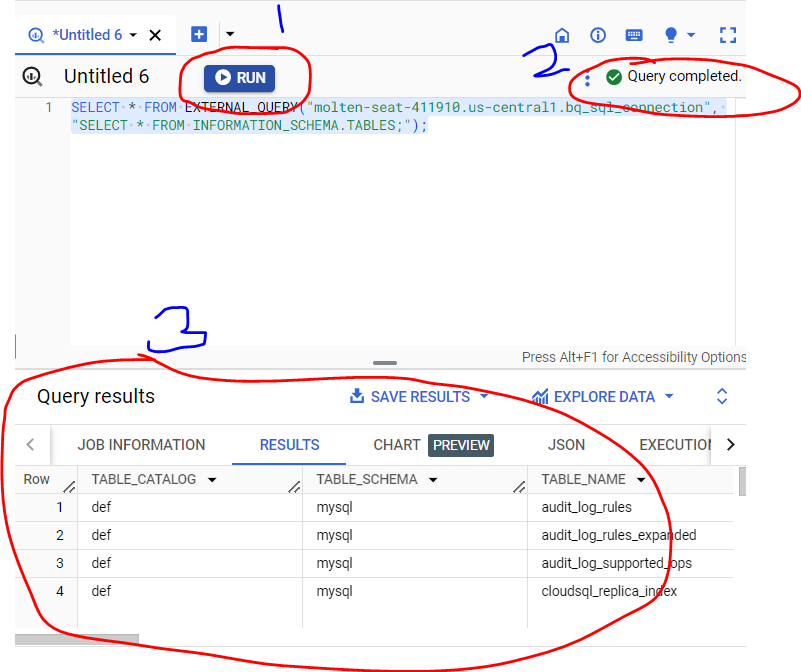 1
*Untitled 6
2
Untitled 6
RUN
Query completed.
1 SELECT * FROM EXTERNAL_QUERY("molten-seat-411910.us-central1.bq_sql_connection",
"SELECT * FROM INFORMATION_SCHEMA.TABLES;");
3
Press Alt+F1 for Accessibility Options
Query results SAVE RESULTS EXPLORE DATA
JOB INFORMATION RESULTS CHART PREVIEW JSON EXECUTION
Row TABLE_CATALOG TABLE_SCHEMA TABLE_NAME
1 def mysql audit_log_rules
2 def mysql audit_log_rules_expanded
3 def mysql audit_log_supported_ops
4 def mysql cloudsql_replica_index